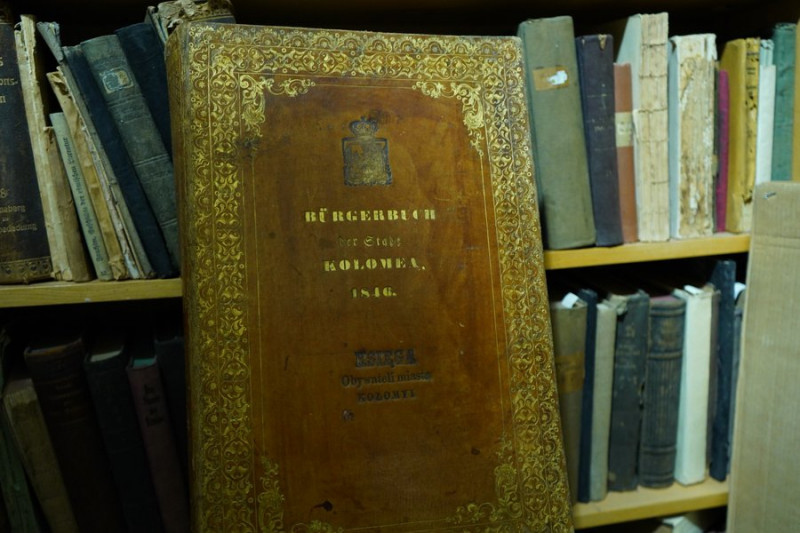 BÜRGERBUCH
der Stadt
KOLOMEA,
1846.
KSIĘGA
Obywateli miasta
KOŁOMYI